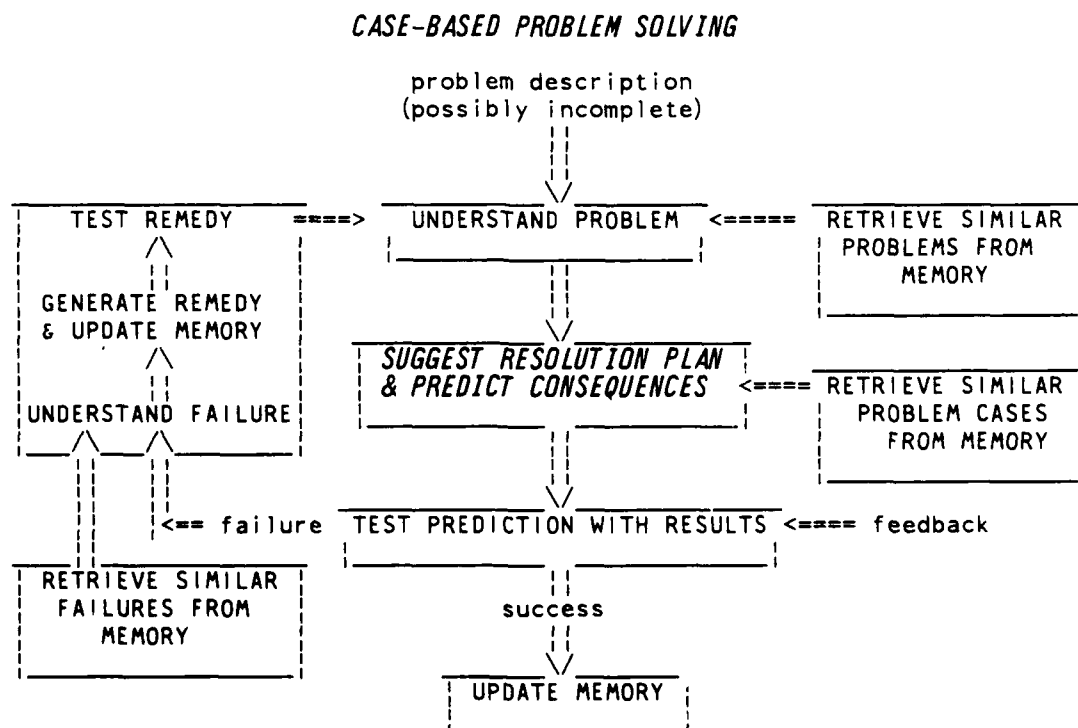 CASE-BASED PROBLEM SOLVING
problem description
(possibly incomplete)
TEST REMEDY
GENERATE REMEDY
& UPDATE MEMORY
UNDERSTAND FAILURE
UNDERSTAND PROBLEM
RETRIEVE SIMILAR
PROBLEMS FROM
MEMORY
SUGGEST RESOLUTION PLAN
& PREDICT CONSEQUENCES
RETRIEVE SIMILAR
PROBLEM CASES
FROM MEMORY
<== failure
TEST PREDICTION WITH RESULTS
<==== feedback
RETRIEVE SIMILAR
FAILURES FROM
MEMORY
success
UPDATE MEMORY